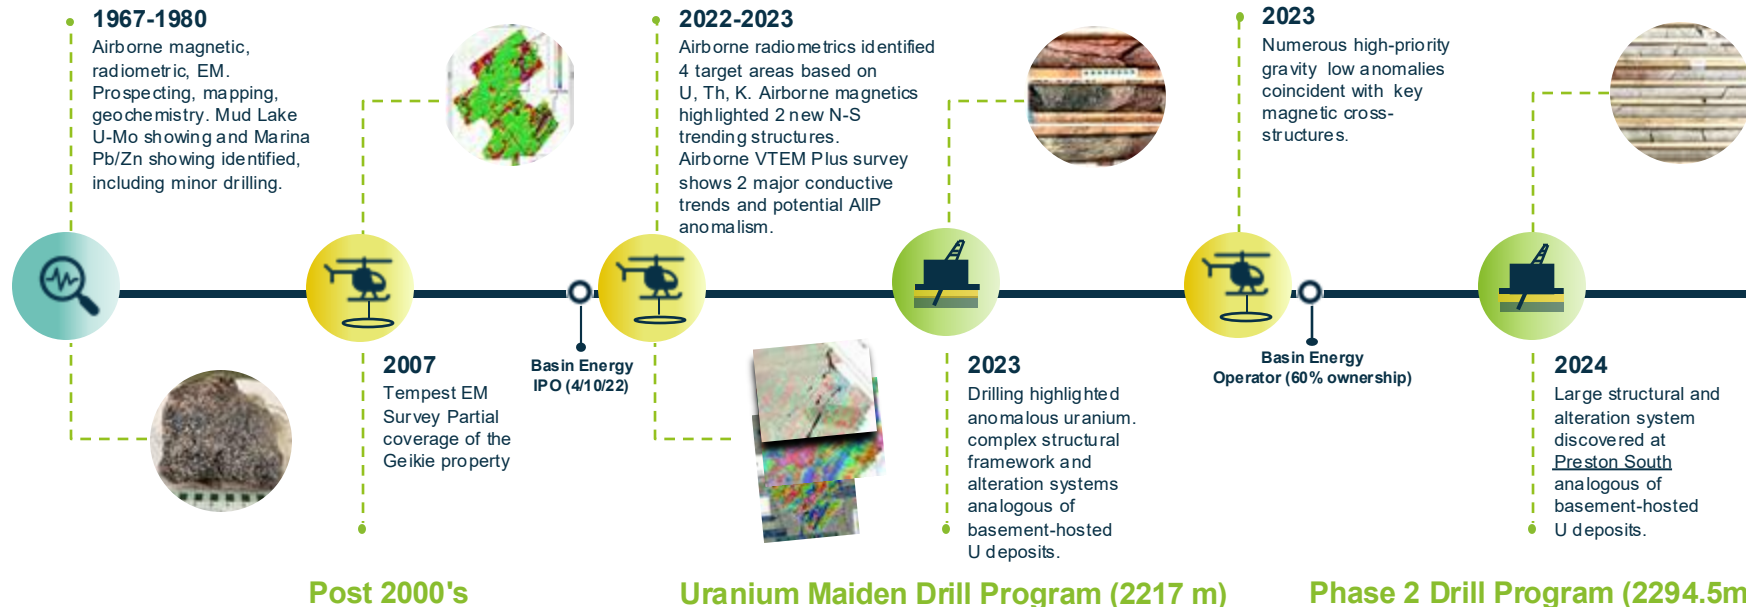 1967-1980
Airborne magnetic,
radiometric, EM.
Prospecting, mapping,
geochemistry. Mud Lake
U-Mo showing and Marina
Pb/Zn showing identified,
including minor drilling.
2007
Tempest EM
Survey Partial
coverage of the
Geikie property
Basin Energy
IPO (4/10/22)
2022-2023
Airborne radiometrics identified
4 target areas based on
U, Th, K. Airborne magnetics
highlighted 2 new N-S
trending structures.
Airborne VTEM Plus survey
shows 2 major conductive
trends and potential AIIP
anomalism.
2023
Drilling highlighted
anomalous uranium.
complex structural
framework and
alteration systems
analogous of
basement-hosted
U deposits.
2023
Numerous high-priority
gravity low anomalies
coincident with key
magnetic cross-
structures.
Basin Energy
Operator (60% ownership)
2024
Large structural and
alteration system
discovered at
Preston South
analogous of
basement-hosted
U deposits.
Post 2000's
Uranium Maiden Drill Program (2217 m)
Phase 2 Drill Program (2294.5m